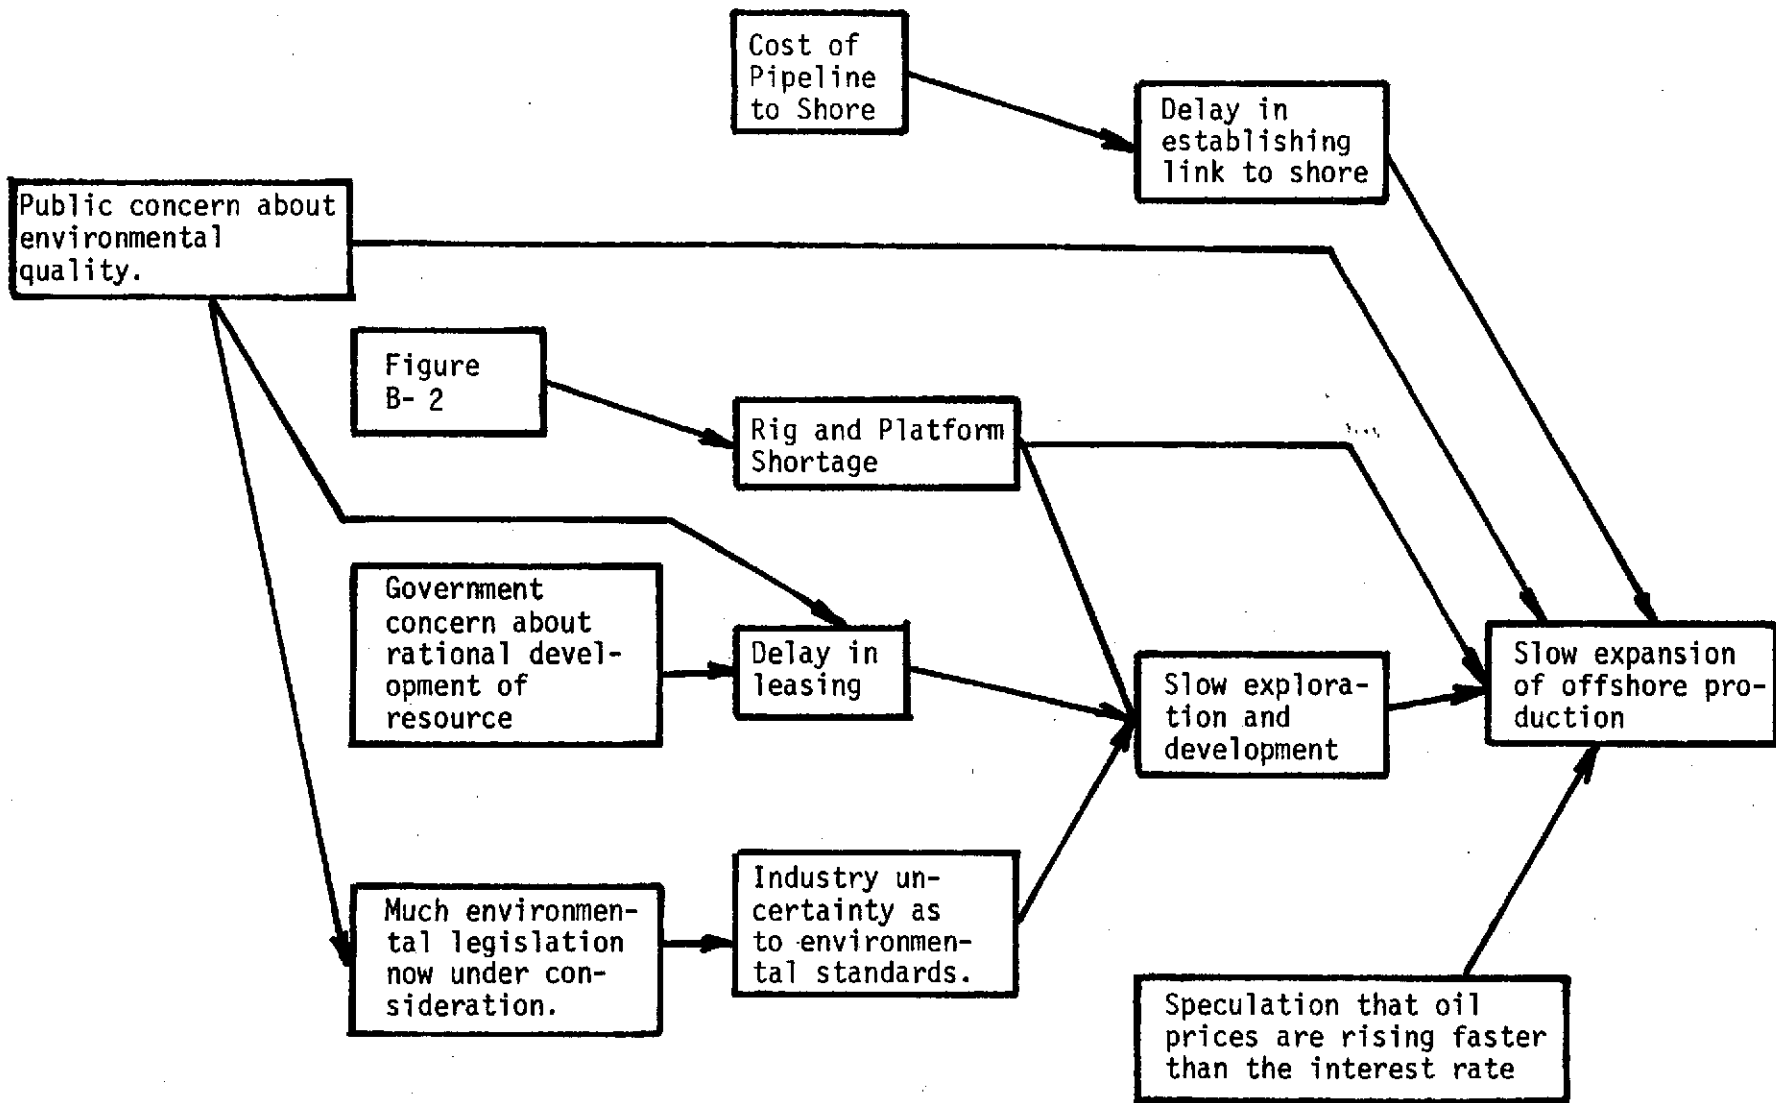 Cost of
Pipeline
to Shore
Delay in
establishing
link to shore
Public concern about
environmental
quality.
Figure
B- 2
Rig and Platform
Shortage
Government
concern about
rational devel-
opment of
resource
Delay in
leasing
Slow explora-
tion and
development
Slow expansion
of offshore pro-
duction
Much environmen-
tal legislation
now under con-
sideration.
Industry un-
certainty as
to environmen-
tal standards.
Speculation that oil
prices are rising faster
than the interest rate